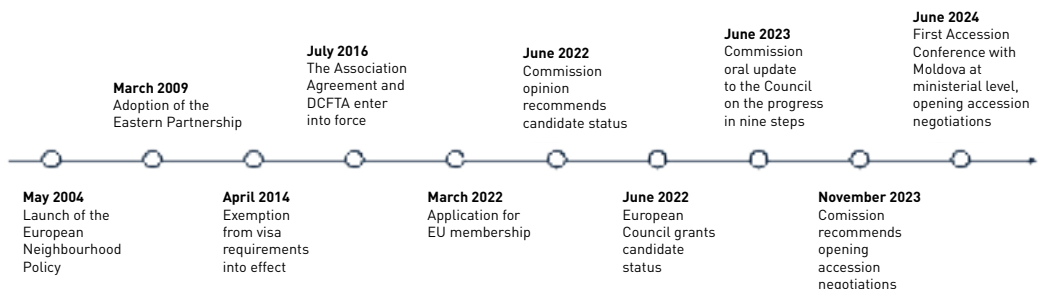 May 2004
Launch of the
European
Neighbourhood
Policy
March 2009
Adoption of the
Eastern Partnership
April 2014
Exemption
from visa
requirements
into effect
July 2016
The Association
Agreement and
DCFTA enter
into force
March 2022
Application for
EU membership
June 2022
Commission
opinion
recommends
candidate status
June 2022
European
Council grants
candidate
status
June 2023
Commission
oral update
to the Council
on the progress
in nine steps
November 2023
Comission
recommends
opening
accession
negotiations
June 2024
First Accession
Conference with
Moldova at
ministerial level,
opening accession
negotiations